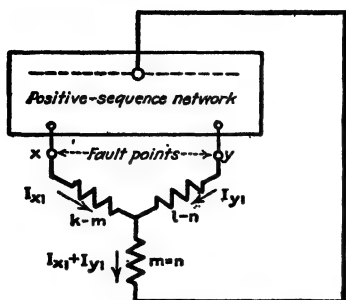 Positive-sequence network
x Fault points y
Ix1 Iy1
k-m l-n
Ix1+Iy1 m=n